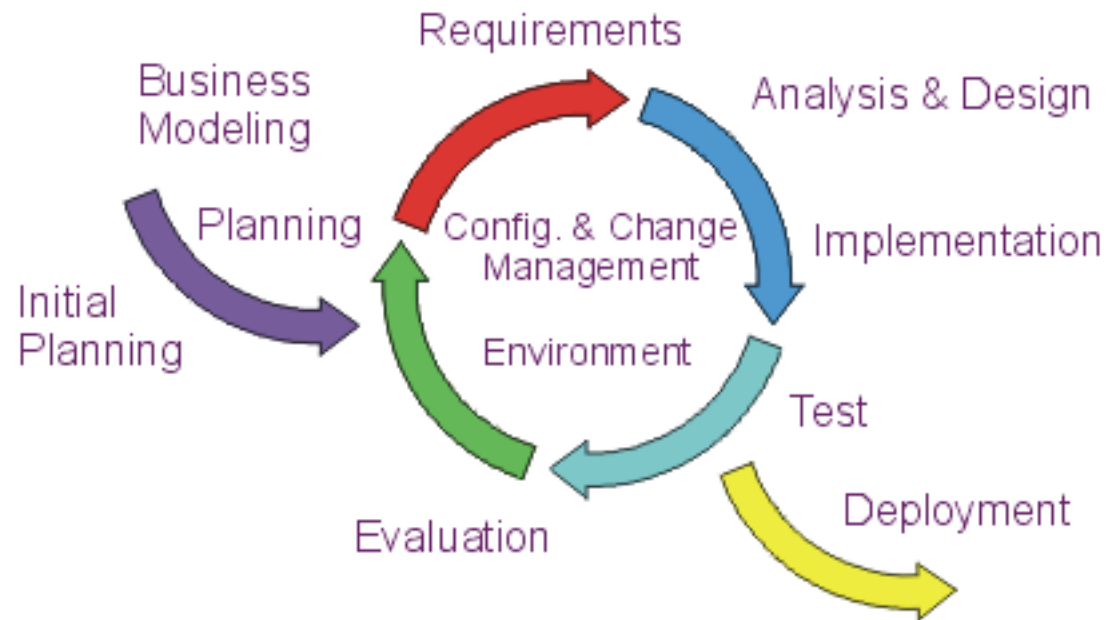 Requirements
Business
Modeling
Analysis & Design
Planning
Config. & Change
Management
Implementation
Initial
Planning
Environment
Test
Deployment
Evaluation